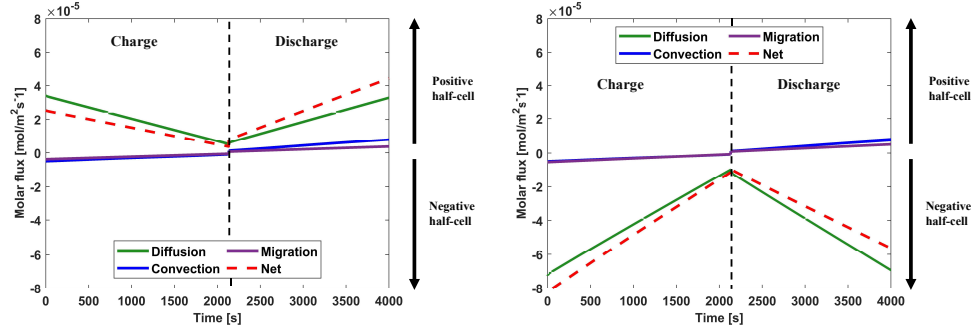 ×10⁻⁵
8
6
4
2
0
-2
-4
-6
-8
Molar flux [mol/m²s⁻¹]
Charge
Discharge
Diffusion
Migration
Convection
Net
0
500
1000
1500
2000
2500
3000
3500
4000
Time [s]
Positive
half-cell
Negative
half-cell
×10⁻⁵
8
6
4
2
0
-2
-4
-6
-8
Molar flux [mol/m²s⁻¹]
Diffusion
Migration
Convection
Net
Charge
Discharge
0
500
1000
1500
2000
2500
3000
3500
4000
Time [s]
Positive
half-cell
Negative
half-cell